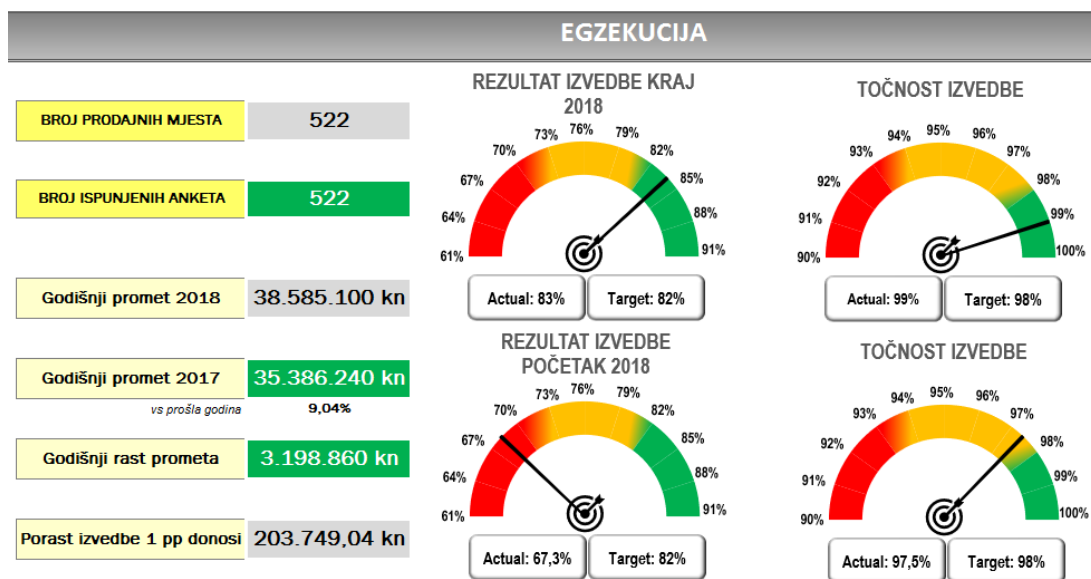 EGZEKUCIJA
BROJ PRODAJNIH MJESTA
522
BROJ ISPUNJENIH ANKETA
522
Godišnji promet 2018
38.585.100 kn
Godišnji promet 2017
35.386.240 kn
vs prošla godina
9,04%
Godišnji rast prometa
3.198.860 kn
Porast izvedbe 1 pp donosi
203.749,04 kn
REZULTAT IZVEDBE KRAJ
2018
61%
64%
67%
70%
73%
76%
79%
82%
85%
88%
91%
Actual: 83%
Target: 82%
TOČNOST IZVEDBE
90%
91%
92%
93%
94%
95%
96%
97%
98%
99%
100%
Actual: 99%
Target: 98%
REZULTAT IZVEDBE
POČETAK 2018
61%
64%
67%
70%
73%
76%
79%
82%
85%
88%
91%
Actual: 67,3%
Target: 82%
TOČNOST IZVEDBE
90%
91%
92%
93%
94%
95%
96%
97%
98%
99%
100%
Actual: 97,5%
Target: 98%